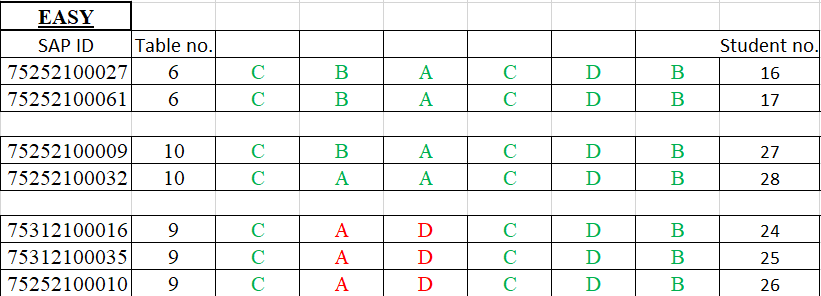 EASY
SAP ID Table no. Student no.
75252100027 6 C B A C D B 16
75252100061 6 C B A C D B 17
75252100009 10 C B A C D B 27
75252100032 10 C A A C D B 28
75312100016 9 C A D C D B 24
75312100035 9 C A D C D B 25
75252100010 9 C A D C D B 26